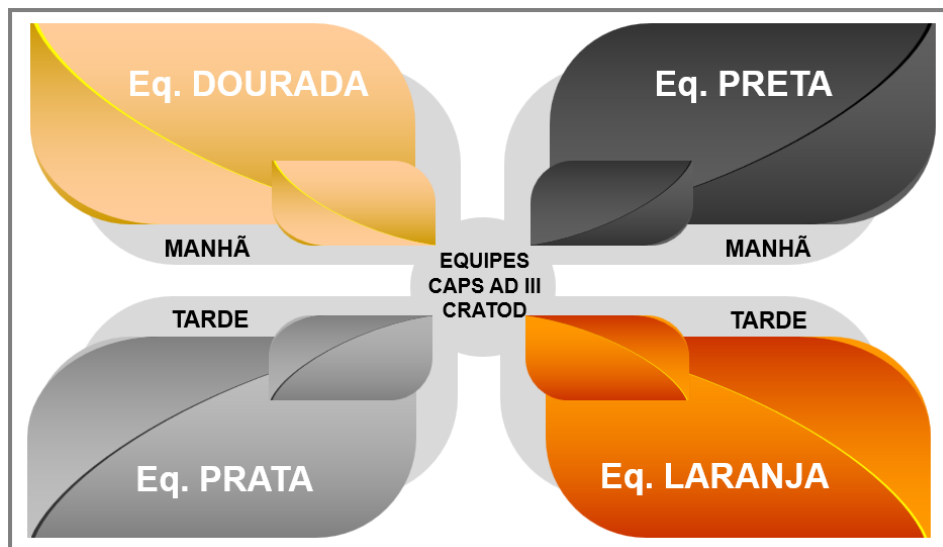 Eq. DOURADA
Eq. PRETA
MANHÃ
MANHÃ
EQUIPES
CAPS AD III
CRATOD
TARDE
TARDE
Eq. PRATA
Eq. LARANJA